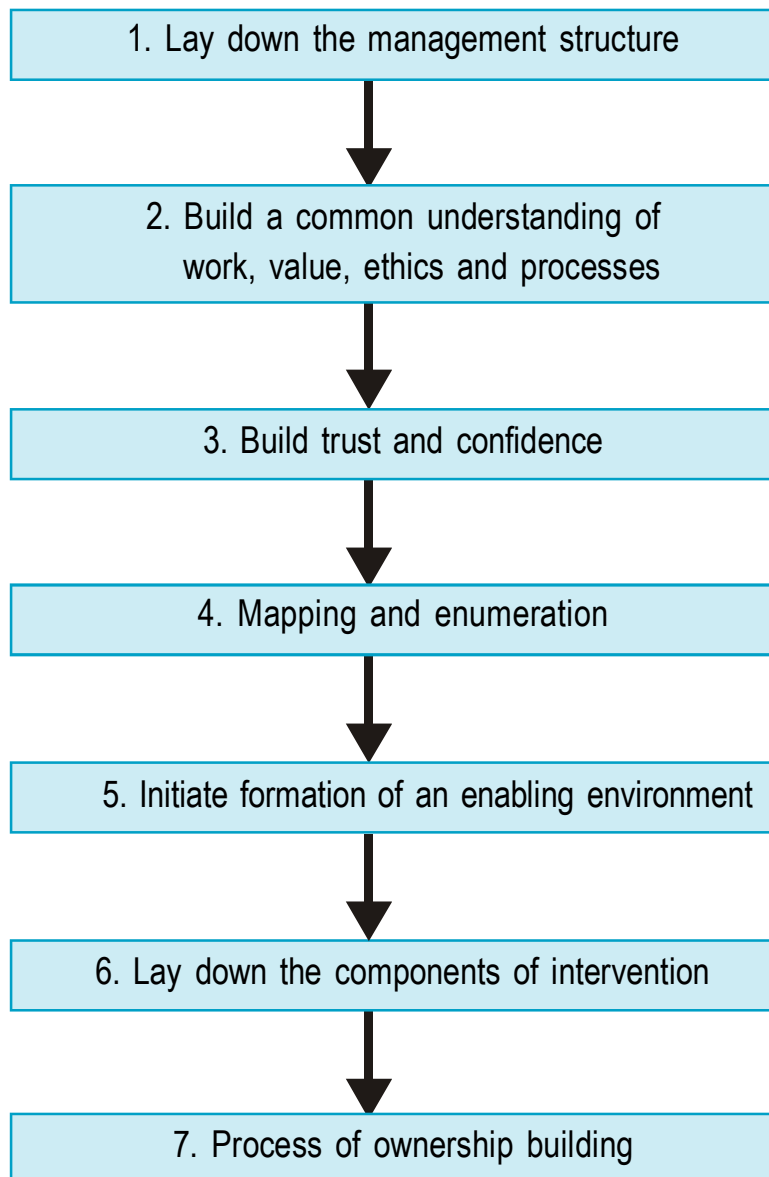 1. Lay down the management structure
2. Build a common understanding of
work, value, ethics and processes
3. Build trust and confidence
4. Mapping and enumeration
5. Initiate formation of an enabling environment
6. Lay down the components of intervention
7. Process of ownership building